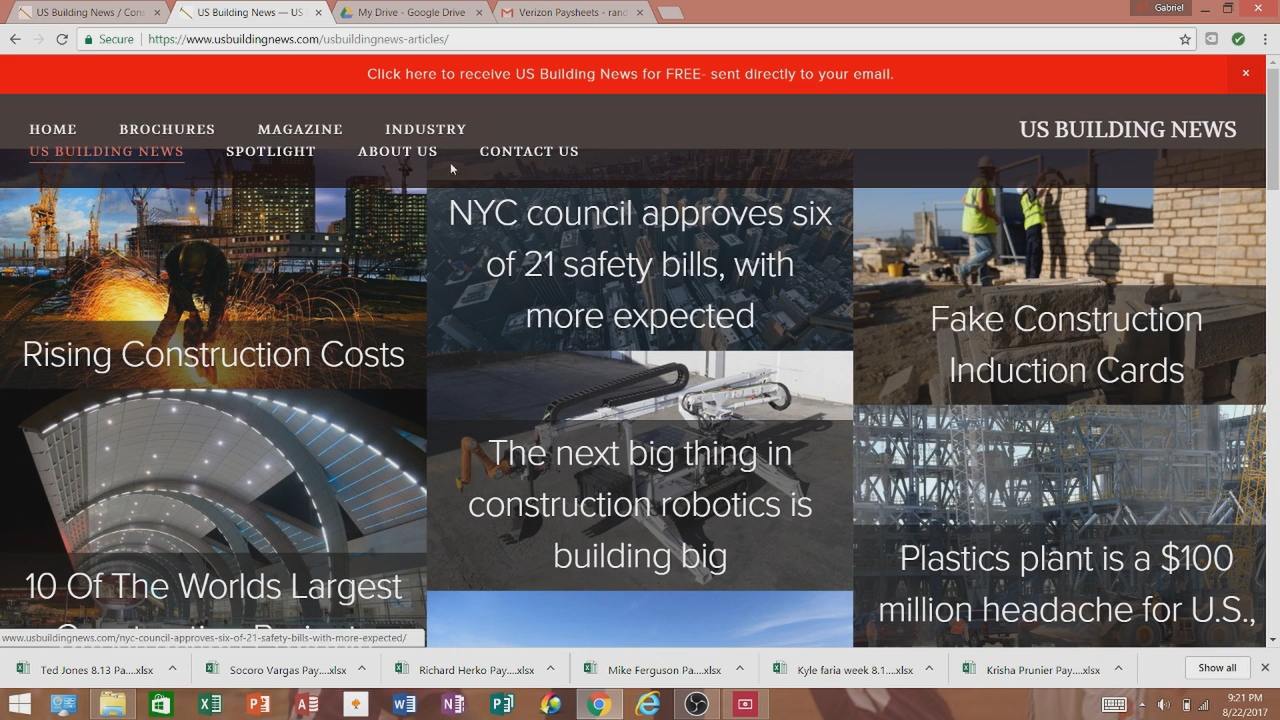 US Building News / Cons
US Building News — US
My Drive - Google Drive
Verizon Paysheets - rand
Gabriel
Secure
https://www.usbuildingnews.com/usbuildingnews-articles/
Click here to receive US Building News for FREE- sent directly to your email.
HOME BROCHURES MAGAZINE INDUSTRY
US BUILDING NEWS SPOTLIGHT ABOUT US CONTACT US
US BUILDING NEWS
Rising Construction Costs
NYC council approves six
of 21 safety bills, with
more expected
Fake Construction
Induction Cards
10 Of The Worlds Largest
The next big thing in
construction robotics is
building big
Plastics plant is a $100
million headache for U.S.,
www.usbuildingnews.com/nyc-council-approves-six-of-21-safety-bills-with-more-expected/
Ted Jones 8.13 Pa....xlsx
Socoro Vargas Pay....xlsx
Richard Herko Pay....xlsx
Mike Ferguson Pa....xlsx
Kyle faria week 8.1....xlsx
Krisha Prunier Pay....xlsx
Show all
9:21 PM
8/22/2017